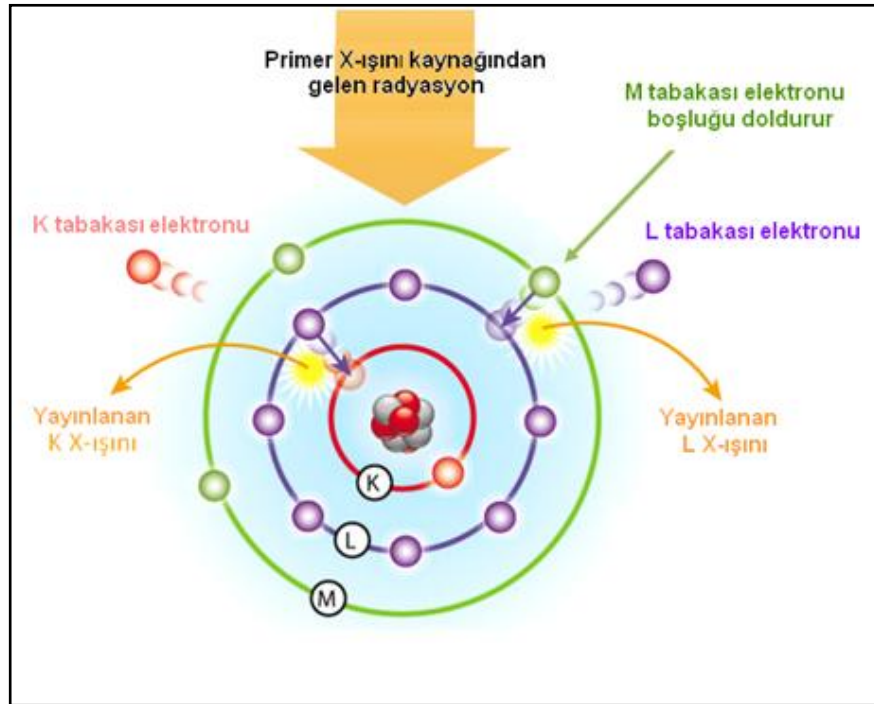 Primer X-ışını kaynağından
gelen radyasyon
M tabakası elektronu
boşluğu doldurur
K tabakası elektronu
L tabakası elektronu
Yayınlanan
K X-ışını
Yayınlanan
L X-ışını
K
L
M